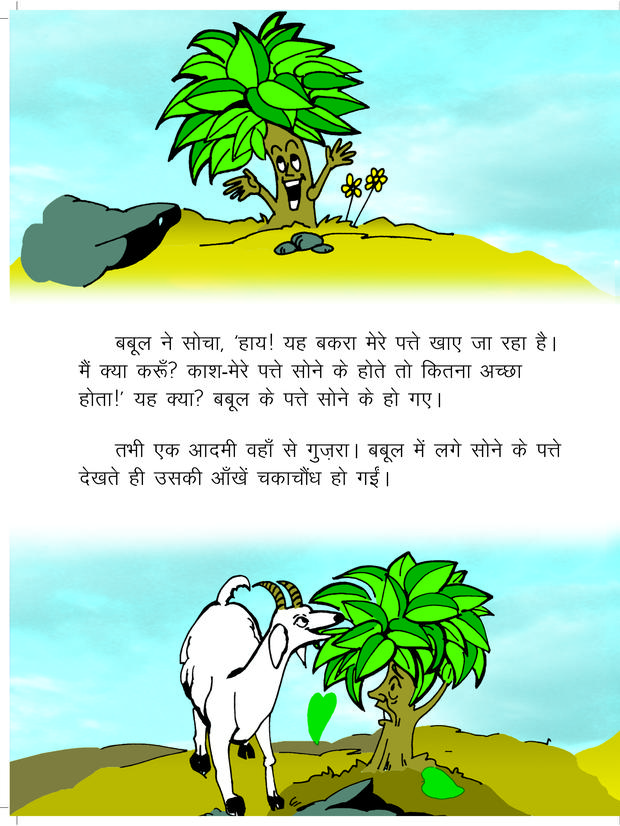 बबूल ने सोचा, ‘हाय! यह बकरा मेरे पत्ते खाए जा रहा है।
मैं क्या करूँ? काश-मेरे पत्ते सोने के होते तो कितना अच्छा
होता!’ यह क्या? बबूल के पत्ते सोने के हो गए।
तभी एक आदमी वहाँ से गुज़रा। बबूल में लगे सोने के पत्ते
देखते ही उसकी आँखें चकाचौंध हो गईं।